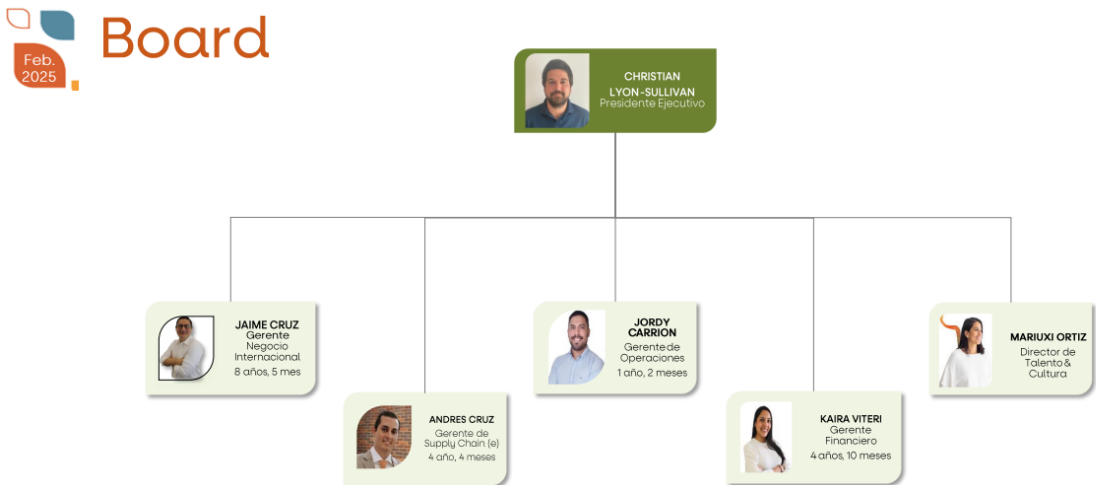 Feb.
2025
Board
CHRISTIAN
LYON-SULLIVAN
Presidente Ejecutivo
JAIME CRUZ
Gerente
Negocio
Internacional
8 años, 5 mes
ANDRES CRUZ
Gerente de
Supply Chain (e)
4 año, 4 meses
JORDY
CARRION
Gerente de
Operaciones
1 año, 2 meses
KAIRA VITERI
Gerente
Financiero
4 años, 10 meses
MARIUXI ORTIZ
Director de
Talento &
Cultura